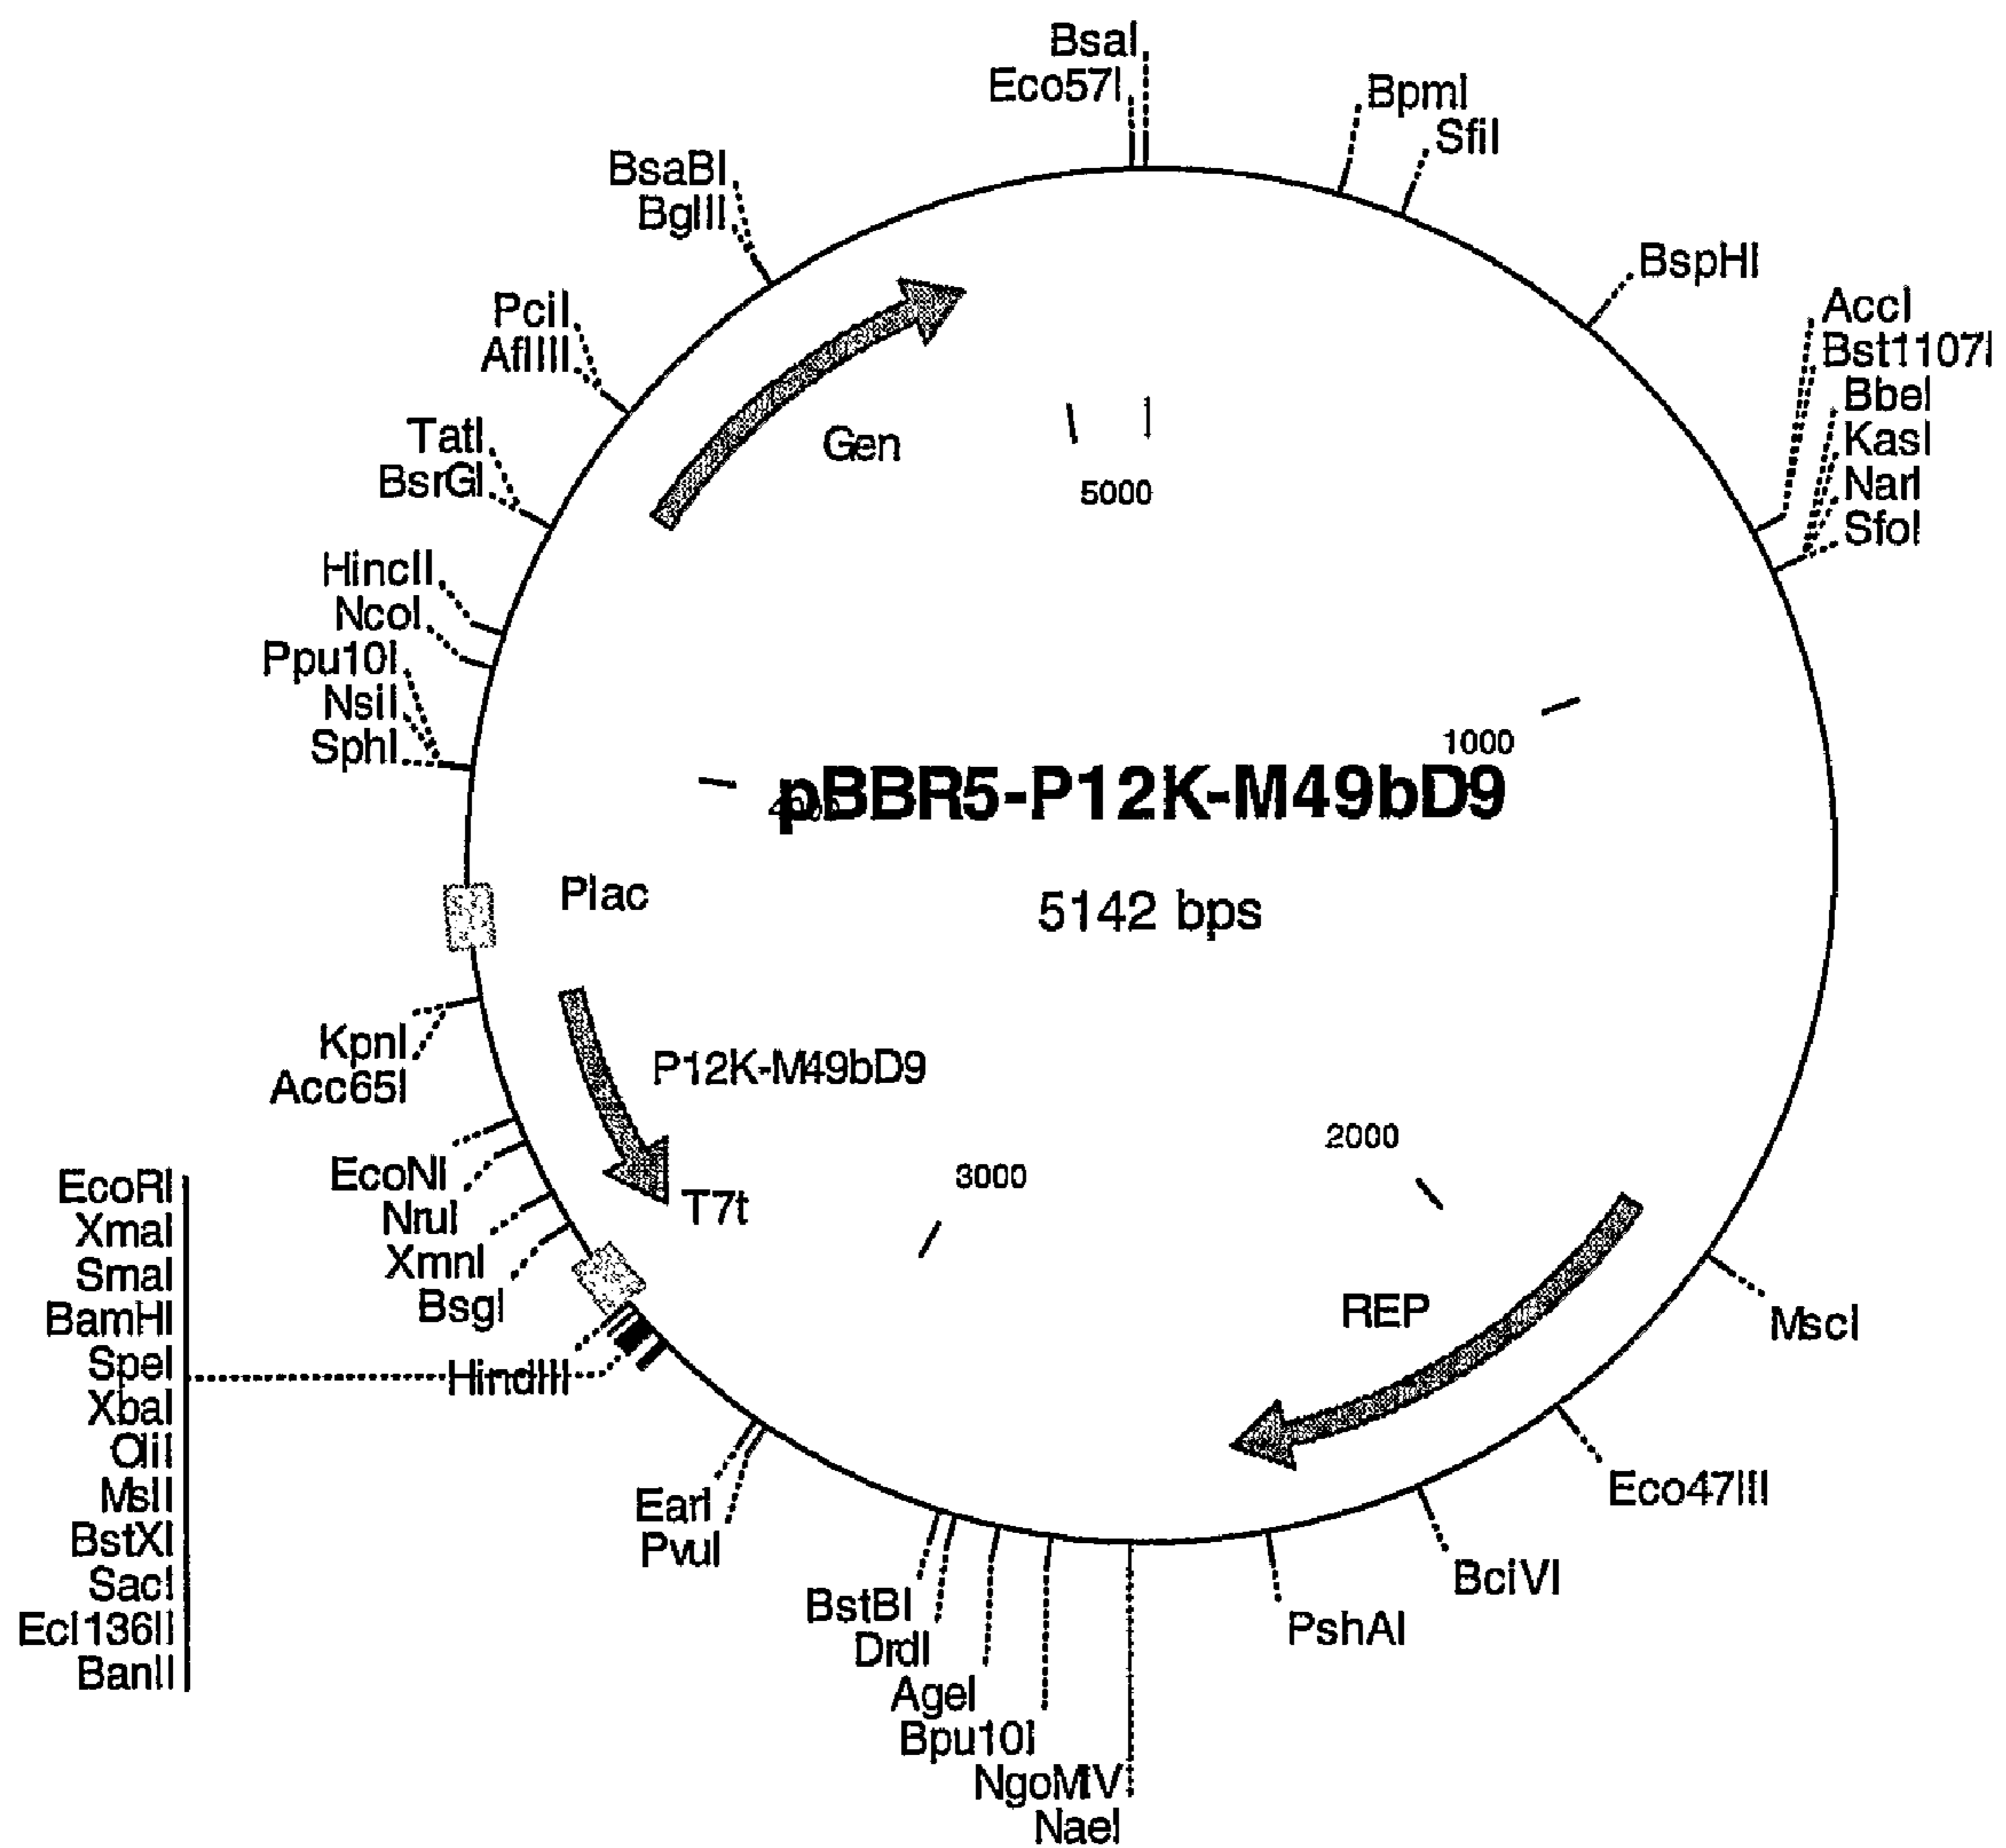 BsaI
Eco57I
BpmI
SfiI
BsaBI
BglII
BspHI
PciI
AflIII
AccI
Bst1107I
BbeI
KasI
NarI
SfoI
TatI
BsrGI
Gen
1
5000
HincII
NcoI
Ppu10I
NsiI
SphI
1000
pBBR5-P12K-M49bD9
4000
5142 bps
Plac
KpnI
Acc65I
P12K-M49bD9
EcoNI
NruI
XmnI
BsgI
T7t
3000
2000
REP
MscI
EcoRI
XmaI
SmaI
BamHI
SpeI
XbaI
OliI
MslI
BstXI
SacI
Ecl136II
BanII
HindIII
EarI
PvuI
Eco47III
BciVI
PshAI
BstBI
DrdI
AgeI
Bpu10I
NgoMIV
NaeI